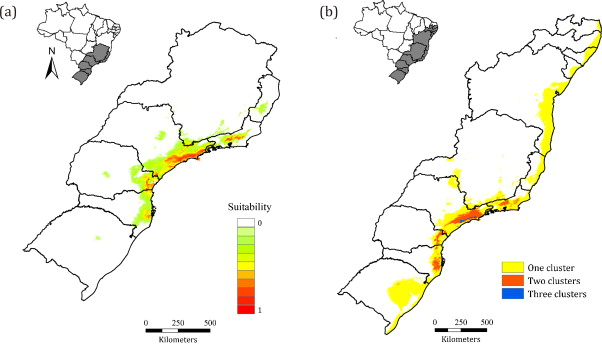 (a)
N
Suitability
0
1
0 250 500
Kilometers
(b)
One cluster
Two clusters
Three clusters
0 250 500
Kilometers